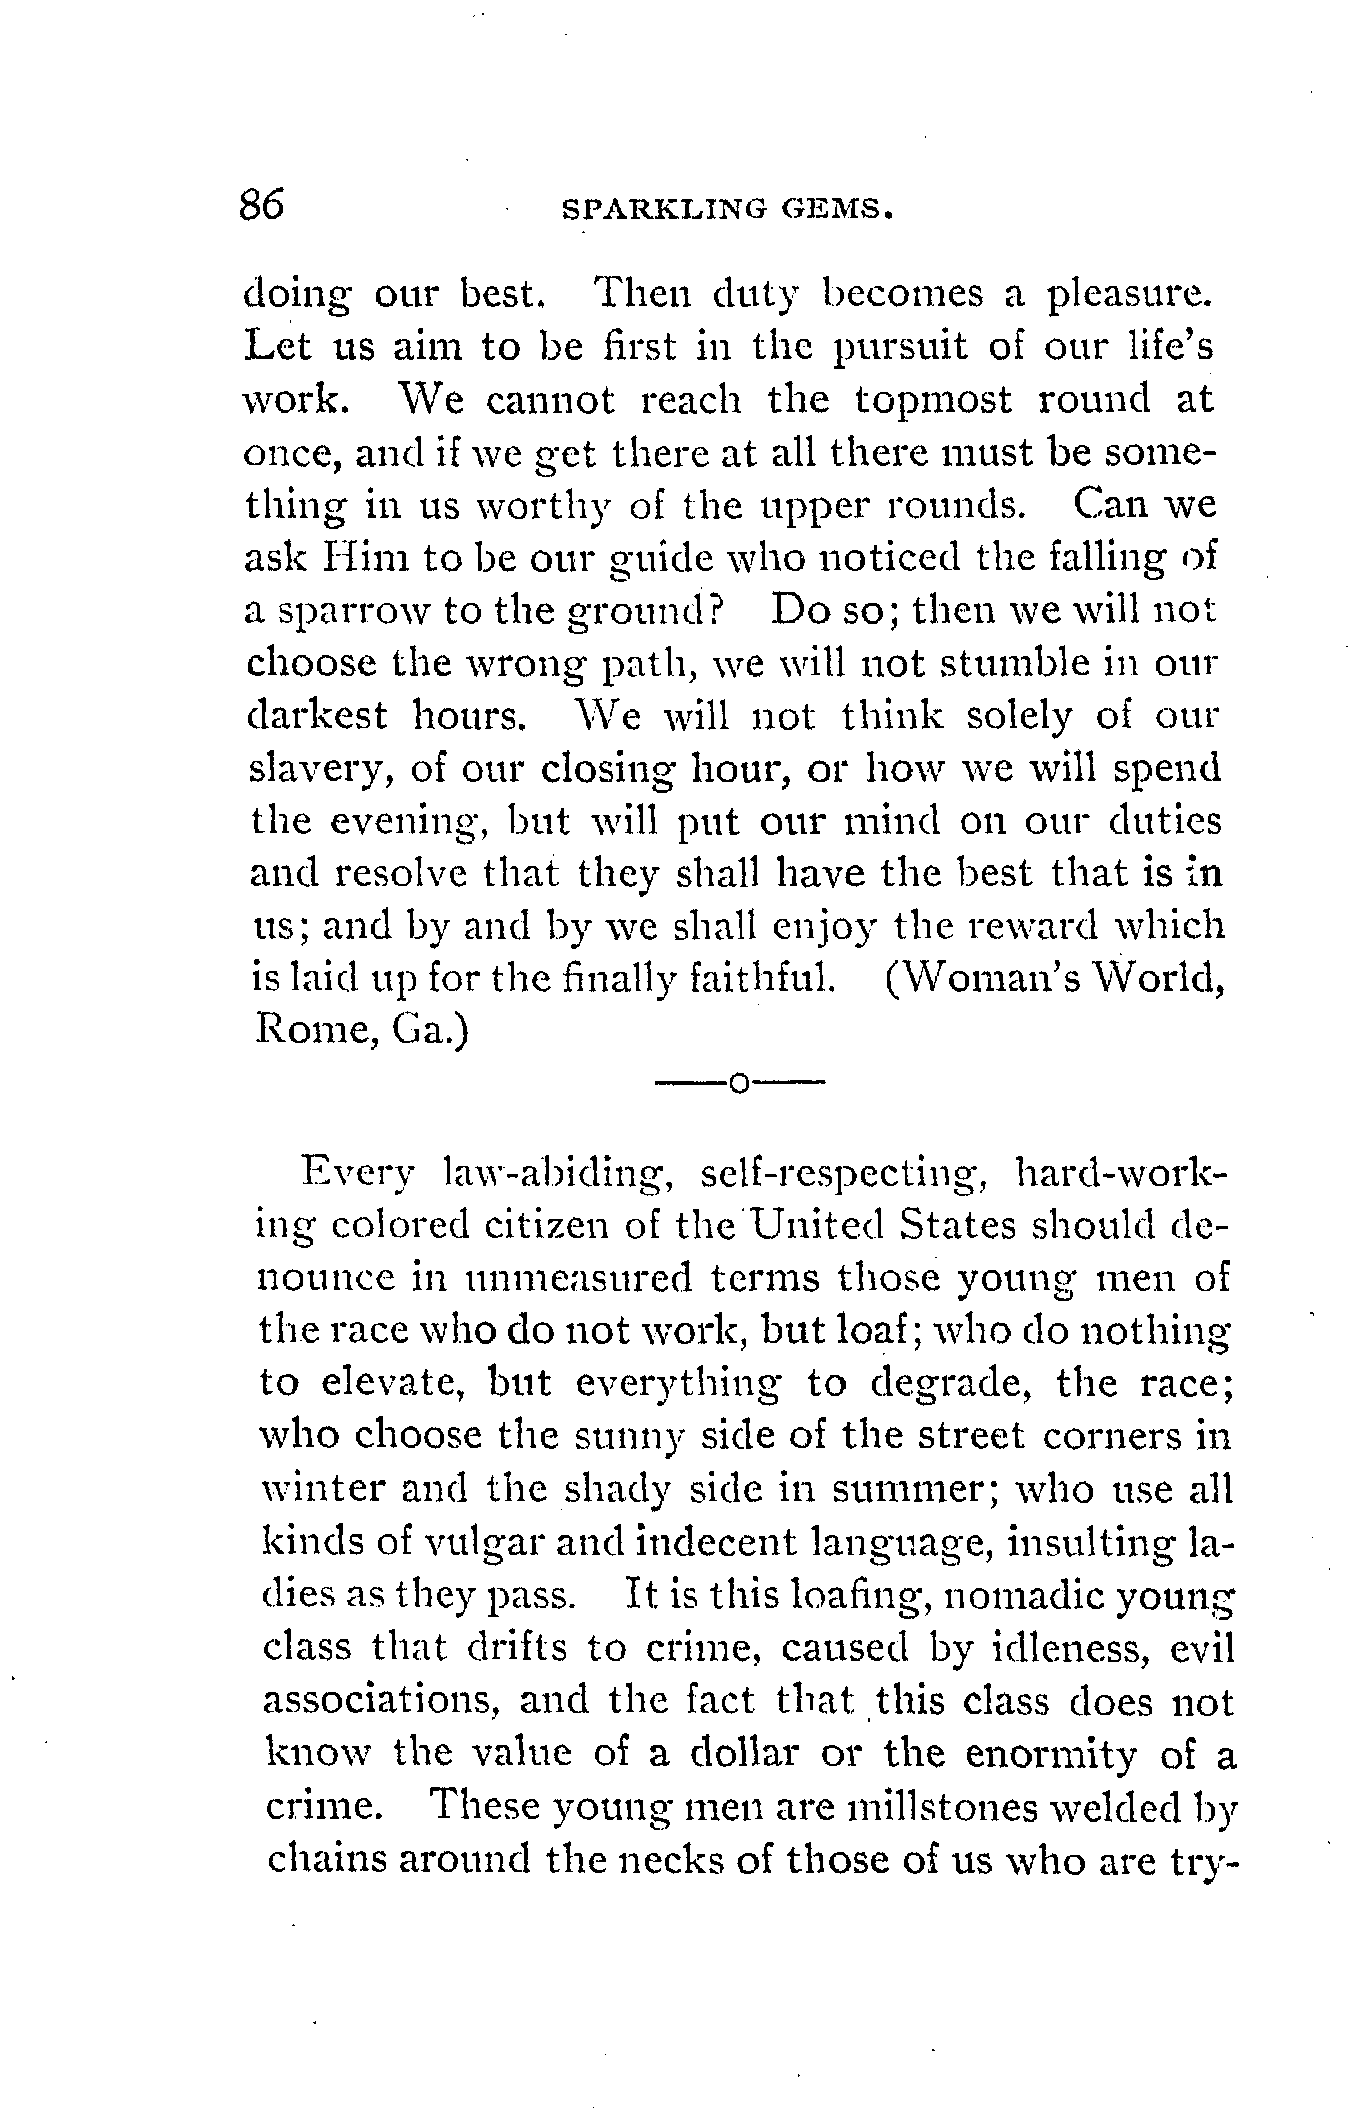 86 SPARKLING GEMS.
doing our best. Then duty becomes a pleasure.
Let us aim to be first in the pursuit of our life's
work. We cannot reach the topmost round at
once, and if we get there at all there must be some-
thing in us worthy of the upper rounds. Can we
ask Him to be our guide who noticed the falling of
a sparrow to the ground? Do so; then we will not
choose the wrong path, we will not stumble in our
darkest hours. We will not think solely of our
slavery, of our closing hour, or how we will spend
the evening, but will put our mind on our duties
and resolve that they shall have the best that is in
us; and by and by we shall enjoy the reward which
is laid up for the finally faithful. (Woman's World,
Rome, Ga.)
——o——
Every law-abiding, self-respecting, hard-work-
ing colored citizen of the United States should de-
nounce in unmeasured terms those young men of
the race who do not work, but loaf; who do nothing
to elevate, but everything to degrade, the race;
who choose the sunny side of the street corners in
winter and the shady side in summer; who use all
kinds of vulgar and indecent language, insulting la-
dies as they pass. It is this loafing, nomadic young
class that drifts to crime, caused by idleness, evil
associations, and the fact that this class does not
know the value of a dollar or the enormity of a
crime. These young men are millstones welded by
chains around the necks of those of us who are try-